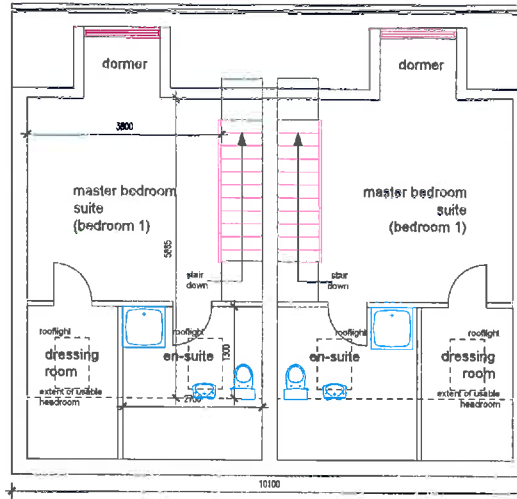 dormer
dormer
3800
master bedroom
suite
(bedroom 1)
master bedroom
suite
(bedroom 1)
5885
stair
down
stair
down
rooflight
rooflight
rooflight
rooflight
dressing
room
en-suite
1300
en-suite
dressing
room
extent of usable
headroom
2700
extent of usable
headroom
10100